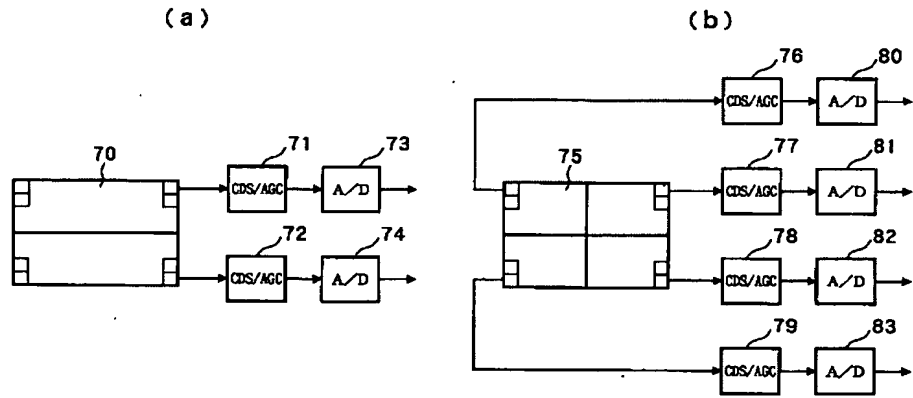 (a)
(b)
70
71
CDS/AGC
73
A/D
72
CDS/AGC
74
A/D
75
76
CDS/AGC
80
A/D
77
CDS/AGC
81
A/D
78
CDS/AGC
82
A/D
79
CDS/AGC
83
A/D